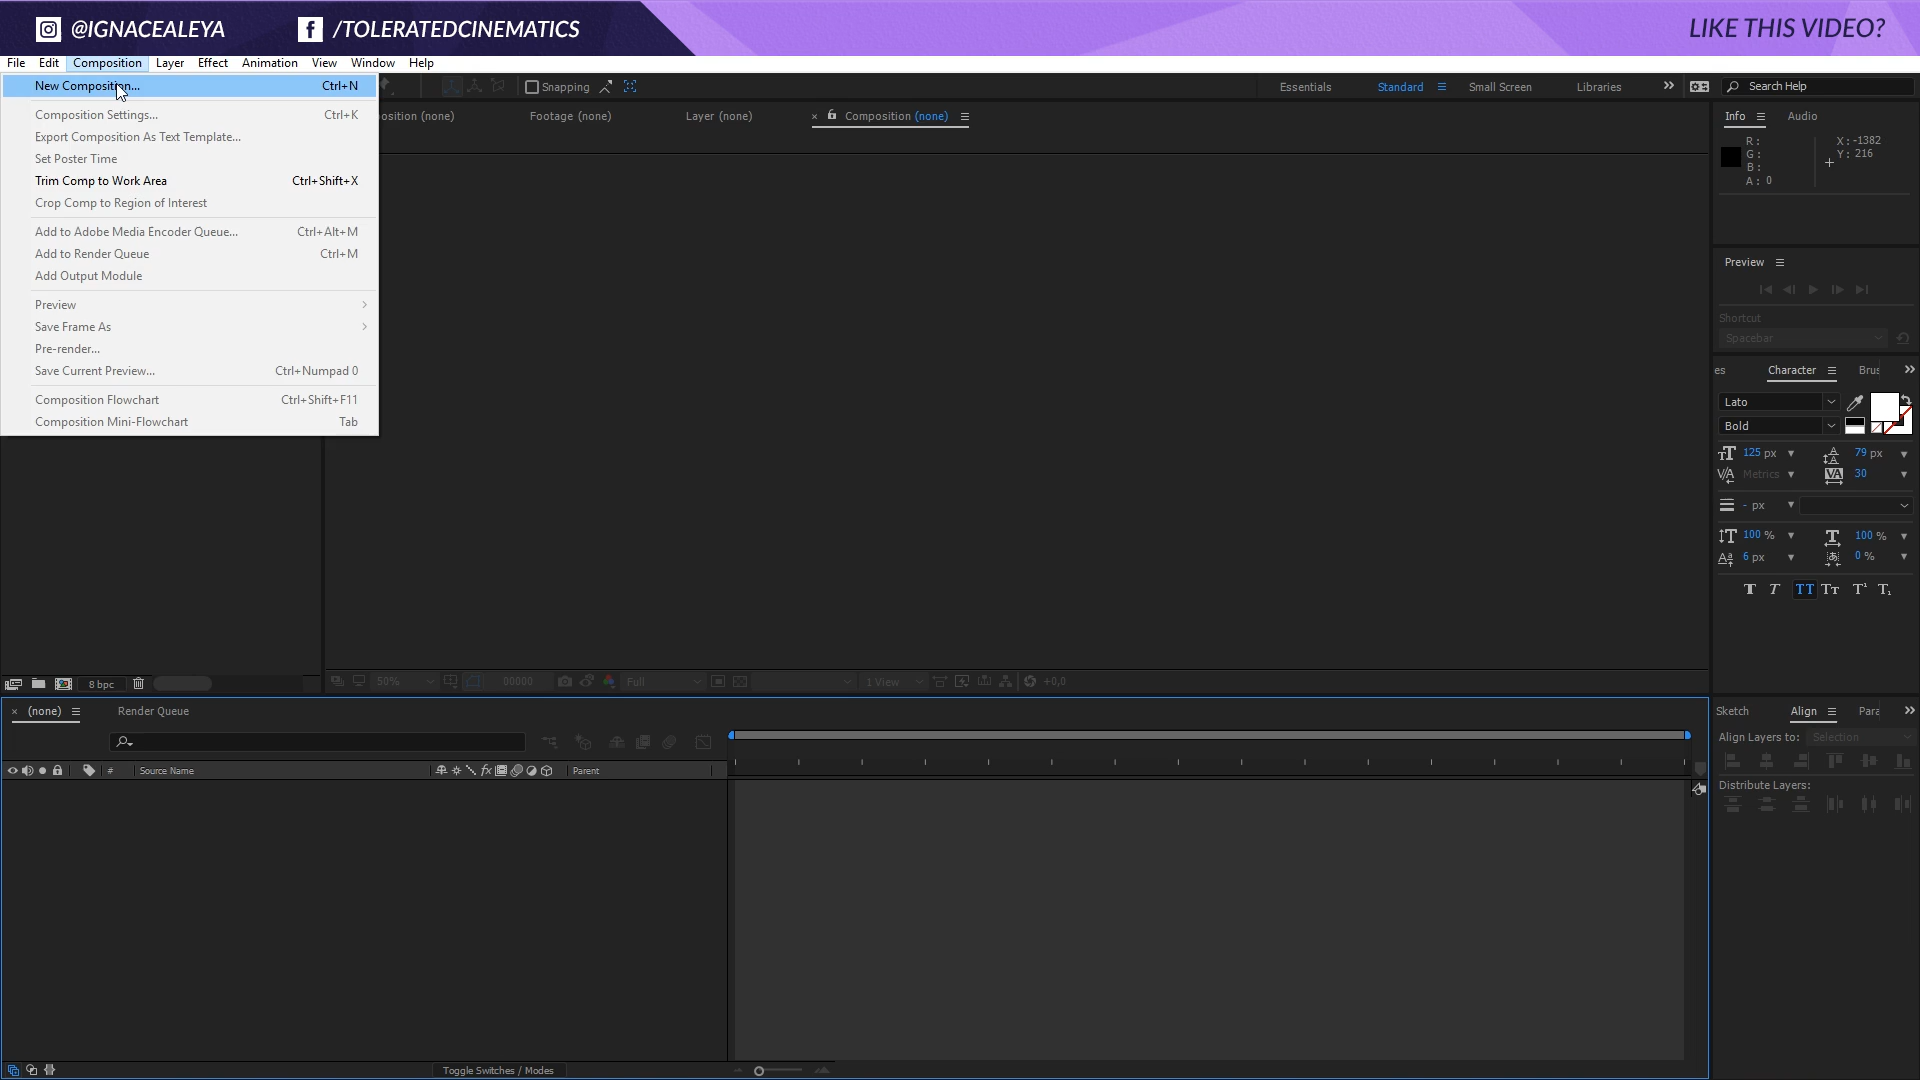 @IGNACEALEYA
/TOLERATEDCINEMATICS
LIKE THIS VIDEO?
File Edit Composition Layer Effect Animation View Window Help
New Composition... Ctrl+N
Composition Settings... Ctrl+K
Export Composition As Text Template...
Set Poster Time
Trim Comp to Work Area Ctrl+Shift+X
Crop Comp to Region of Interest
Add to Adobe Media Encoder Queue... Ctrl+Alt+M
Add to Render Queue Ctrl+M
Add Output Module
Preview
Save Frame As
Pre-render...
Save Current Preview... Ctrl+Numpad 0
Composition Flowchart Ctrl+Shift+F11
Composition Mini-Flowchart Tab
Snapping
Essentials Standard Small Screen Libraries
Search Help
position (none) Footage (none) Layer (none) × Composition (none)
Info Audio
R:
G:
B:
A: 0
X: -1382
Y: 216
Preview
Shortcut
Spacebar
es Character Brus
Lato
Bold
125 px 79 px
Metrics 30
- px
100 % 100 %
6 px 0 %
8 bpc
50% 00000 Full 1 View +0,0
× (none) Render Queue
# Source Name Parent
Toggle Switches / Modes
Sketch Align Para
Align Layers to: Selection
Distribute Layers: